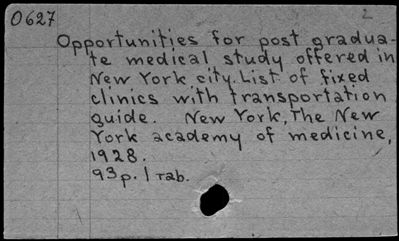 0627
2
Opportunities for post gradua-
te medical study offered in
New York city. List of fixed
clinics with transportation
guide. New York, The New
York academy of medicine,
1928.
93p. 1 tab.